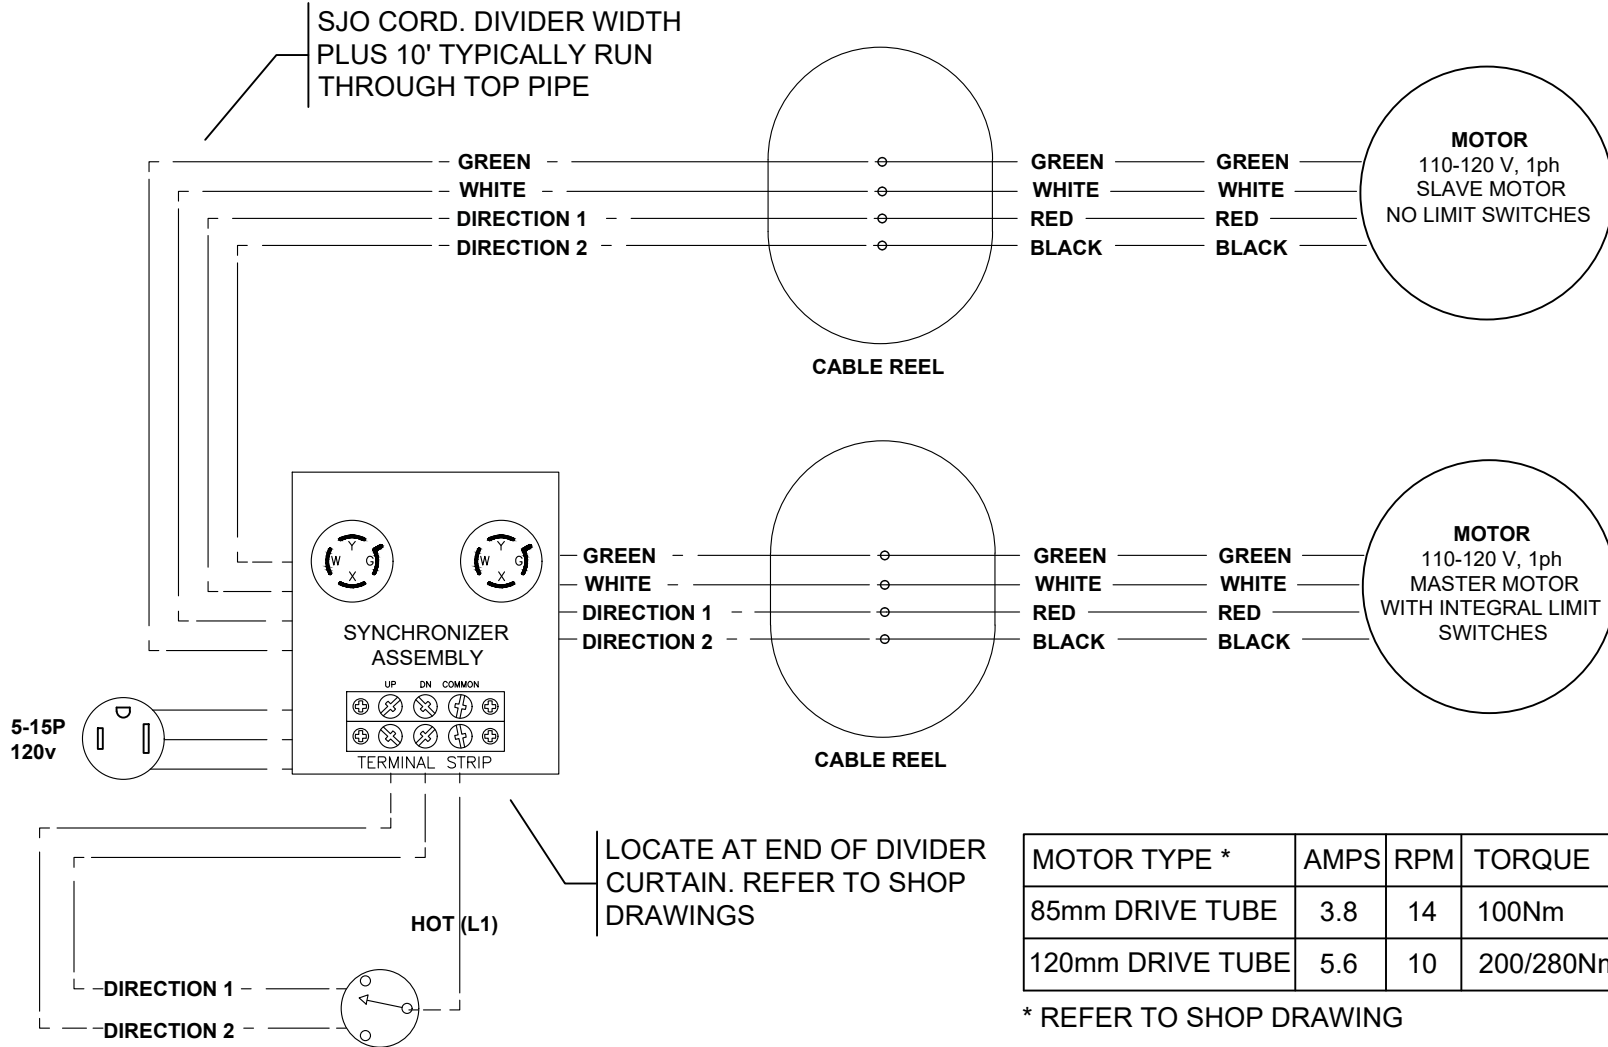 SJO CORD. DIVIDER WIDTH
PLUS 10' TYPICALLY RUN
THROUGH TOP PIPE
GREEN
WHITE
DIRECTION 1
DIRECTION 2
GREEN
WHITE
RED
BLACK
GREEN
WHITE
RED
BLACK
MOTOR
110-120 V, 1ph
SLAVE MOTOR
NO LIMIT SWITCHES
CABLE REEL
Y
W G
X
Y
W G
X
SYNCHRONIZER
ASSEMBLY
UP DN COMMON
TERMINAL STRIP
GREEN
WHITE
DIRECTION 1
DIRECTION 2
GREEN
WHITE
RED
BLACK
GREEN
WHITE
RED
BLACK
MOTOR
110-120 V, 1ph
MASTER MOTOR
WITH INTEGRAL LIMIT
SWITCHES
CABLE REEL
5-15P
120v
LOCATE AT END OF DIVIDER
CURTAIN. REFER TO SHOP
DRAWINGS
HOT (L1)
DIRECTION 1
DIRECTION 2
MOTOR TYPE * AMPS RPM TORQUE
85mm DRIVE TUBE 3.8 14 100Nm
120mm DRIVE TUBE 5.6 10 200/280Nm
* REFER TO SHOP DRAWING